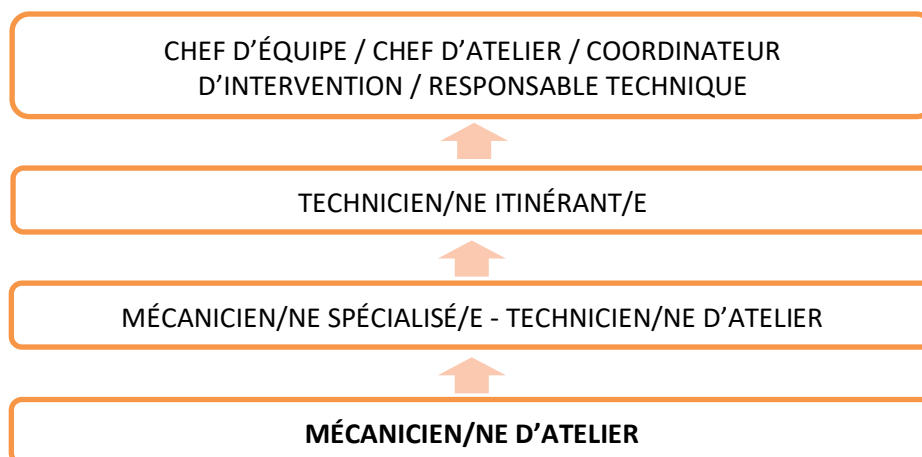 CHEF D’ÉQUIPE / CHEF D’ATELIER / COORDINATEUR
D’INTERVENTION / RESPONSABLE TECHNIQUE
TECHNICIEN/NE ITINÉRANT/E
MÉCANICIEN/NE SPÉCIALISÉ/E - TECHNICIEN/NE D’ATELIER
MÉCANICIEN/NE D’ATELIER